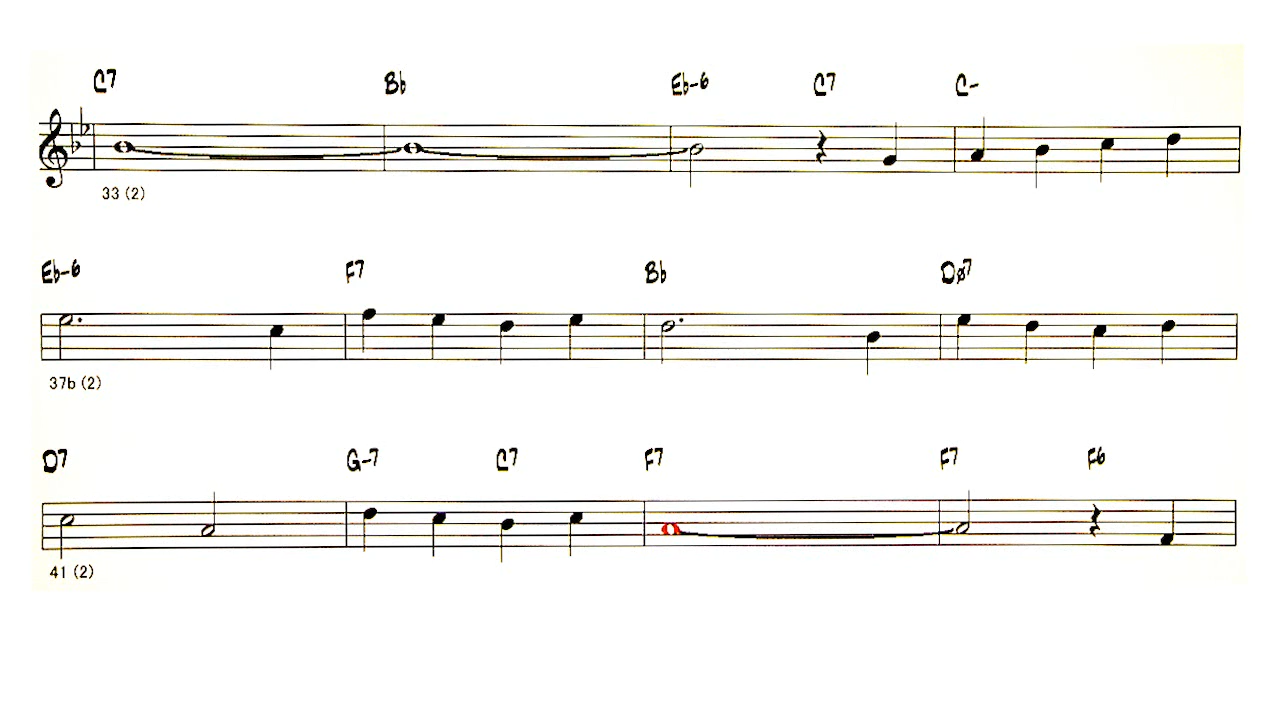 C7 Bb Eb-6 C7 C-
33 (2)
Eb-6 F7 Bb Dø7
37b (2)
D7 G-7 C7 F7 F7 F6
41 (2)